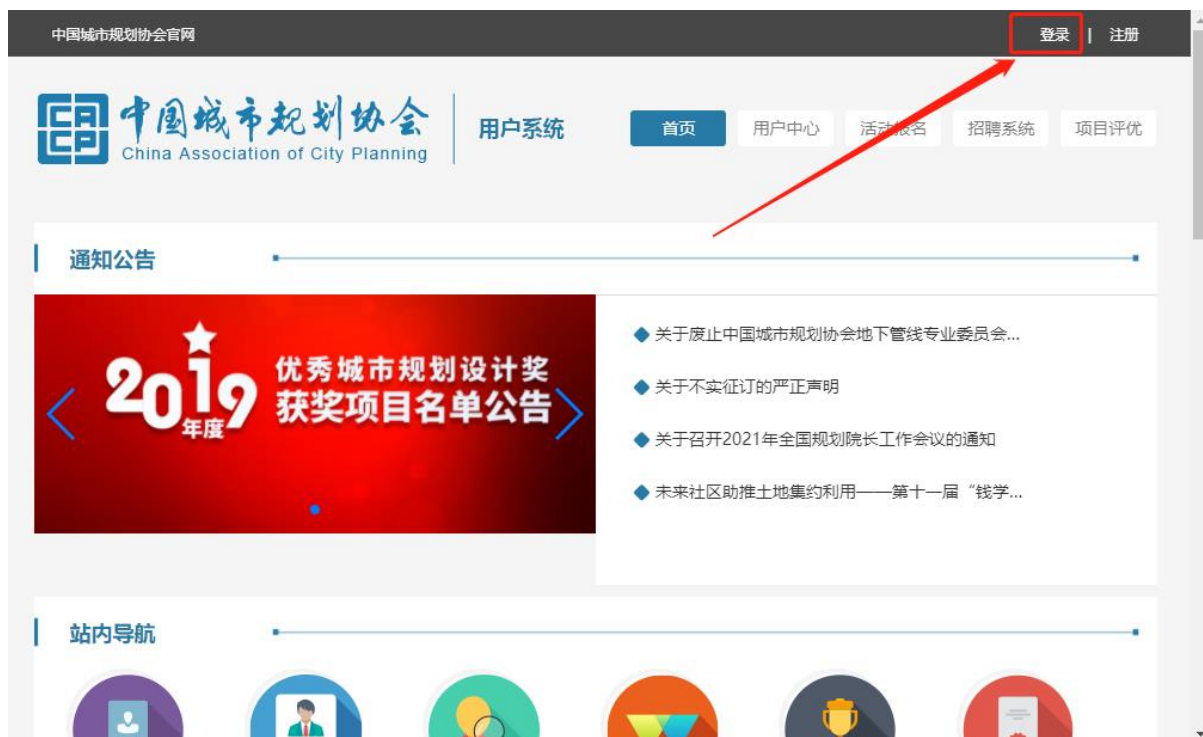 中国城市规划协会官网
登录 | 注册
中国城市规划协会
China Association of City Planning
用户系统
首页
用户中心
活动报名
招聘系统
项目评优
通知公告
2019
年度
优秀城市规划设计奖
获奖项目名单公告
关于废止中国城市规划协会地下管线专业委员会...
关于不实征订的严正声明
关于召开2021年全国规划院长工作会议的通知
未来社区助推土地集约利用——第十一届“钱学...
站内导航